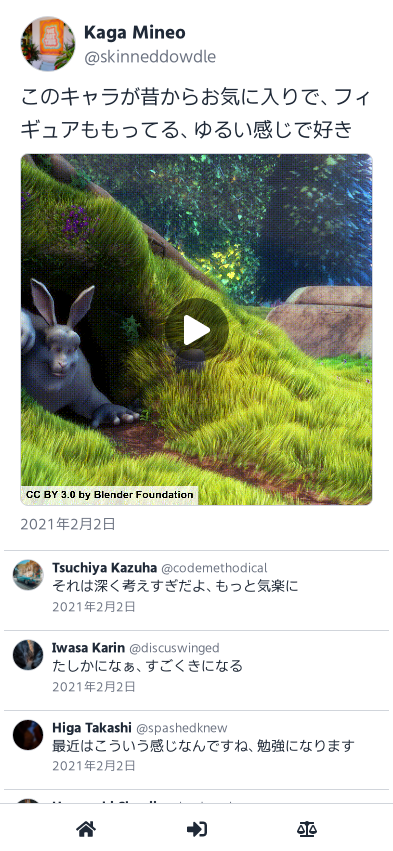 Kaga Mineo
@skinneddowdle
このキャラが昔からお気に入りで、フィ
ギュアももってる、ゆるい感じで好き
CC BY 3.0 by Blender Foundation
2021年2月2日
Tsuchiya Kazuha @codemethodical
それは深く考えすぎだよ、もっと気楽に
2021年2月2日
Iwasa Karin @discuswinged
たしかになぁ、すごくきになる
2021年2月2日
Higa Takashi @spashedknew
最近はこういう感じなんですね、勉強になります
2021年2月2日